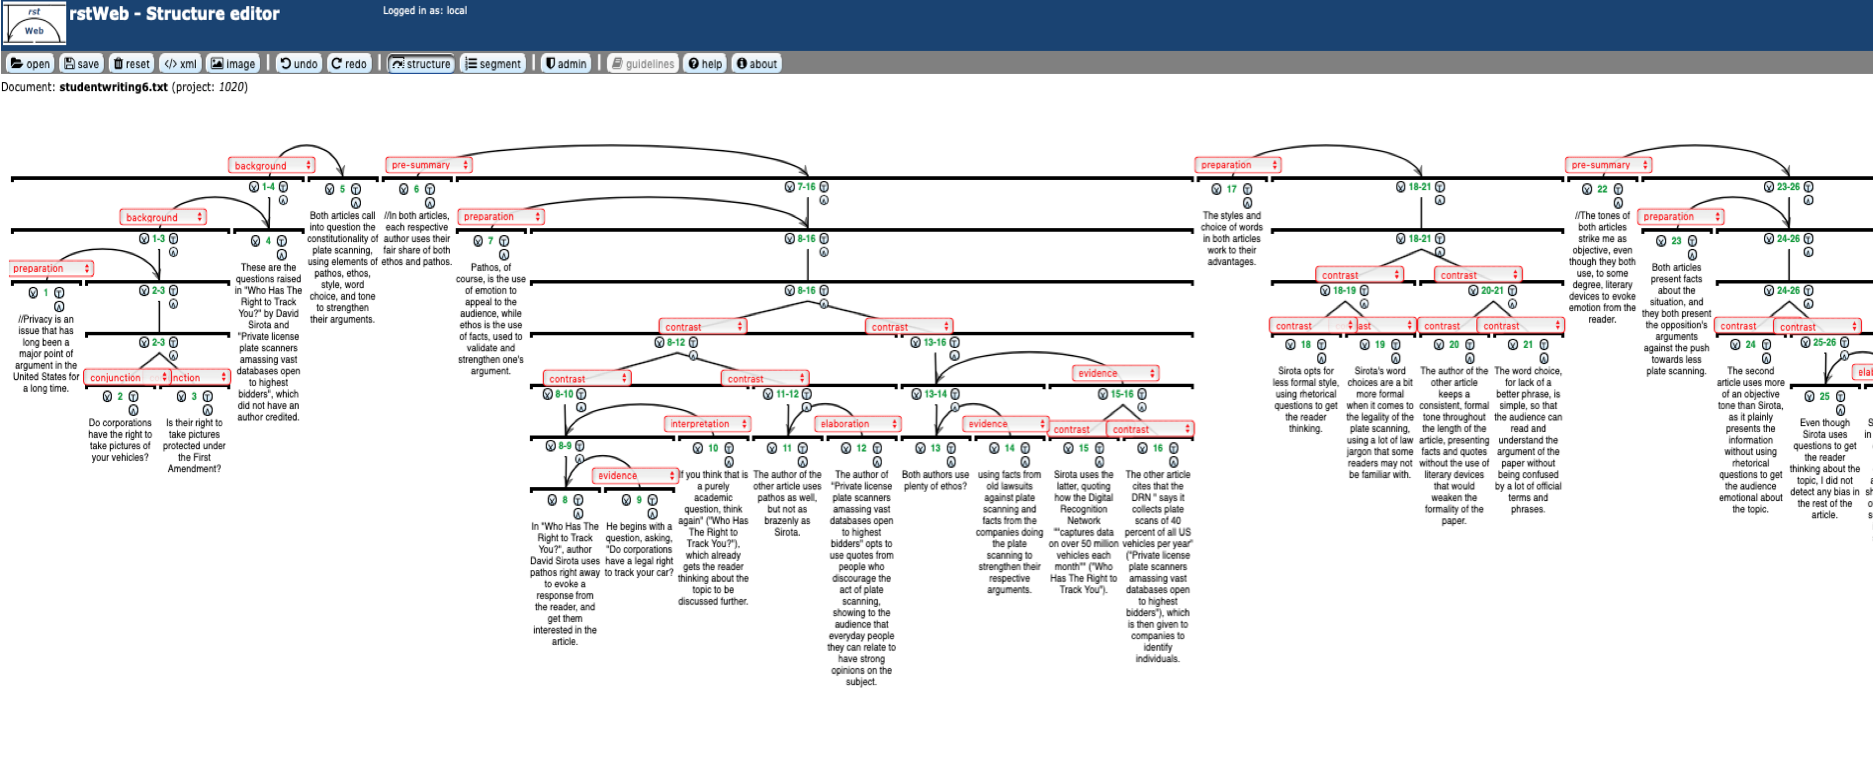 rst
Web
rstWeb - Structure editor
Logged in as: local
open
save
reset
</> xml
image
undo
redo
structure
segment
admin
guidelines
help
about
Document: studentwriting6.txt (project: 1020)
background
pre-summary
preparation
pre-summary
V 1-4 T
V 5 T
V 6 T
V 7-16 T
V 17 T
V 18-21 T
V 22 T
V 23-26 T
background
V 1-3 T
V 4 T
preparation
V 1 T
//Privacy is an
issue that has
long been a
major point of
argument in the
United States for
a long time.
V 2-3 T
V 2-3 T
conjunction
nction
V 2 T
Do corporations
have the right to
take pictures of
your vehicles?
V 3 T
Is their right to
take pictures
protected under
the First
Amendment?
These are the
questions raised
in "Who Has The
Right to Track
You?" by David
Sirota and
"Private license
plate scanners
amassing vast
databases open
to highest
bidders", which
did not have an
author credited.
Both articles call
into question the
constitutionality of
plate scanning,
using elements of
pathos, ethos,
style, word
choice, and tone
to strengthen
their arguments.
//In both articles,
each respective
author uses their
fair share of both
ethos and pathos.
preparation
V 7 T
Pathos, of
course, is the use
of emotion to
appeal to the
audience, while
ethos is the use
of facts, used to
validate and
strengthen one's
argument.
V 8-16 T
V 8-16 T
contrast
contrast
V 8-12 T
V 13-16 T
contrast
contrast
evidence
V 8-10 T
V 11-12 T
V 13-14 T
V 15-16 T
interpretation
elaboration
evidence
contrast
contrast
V 8-9 T
V 10 T
V 11 T
V 12 T
V 13 T
V 14 T
V 15 T
V 16 T
evidence
V 8 T
V 9 T
In "Who Has The
Right to Track
You?", author
David Sirota uses
pathos right away
to evoke a
response from
the reader, and
get them
interested in the
article.
He begins with a
question, asking,
"Do corporations
have a legal right
to track your car?
If you think that is
a purely
academic
question, think
again" ("Who Has
The Right to
Track You?"),
which already
gets the reader
thinking about the
topic to be
discussed further.
The author of the
other article uses
pathos as well,
but not as
brazenly as
Sirota.
The author of
"Private license
plate scanners
amassing vast
databases open
to highest
bidders" opts to
use quotes from
people who
discourage the
act of plate
scanning,
showing to the
audience that
everyday people
they can relate to
have strong
opinions on the
subject.
Both authors use
plenty of ethos?
using facts from
old lawsuits
against plate
scanning and
facts from the
companies doing
the plate
scanning to
strengthen their
respective
arguments.
Sirota uses the
latter, quoting
how the Digital
Recognition
Network
""captures data
on over 50 million
vehicles each
month"" ("Who
Has The Right to
Track You").
The other article
cites that the
DRN " says it
collects plate
scans of 40
percent of all US
vehicles per year"
("Private license
plate scanners
amassing vast
databases open
to highest
bidders"), which
is then given to
companies to
identify
individuals.
The styles and
choice of words
in both articles
work to their
advantages.
V 18-21 T
contrast
contrast
V 18-19 T
V 20-21 T
contrast
ast
contrast
contrast
V 18 T
V 19 T
V 20 T
V 21 T
Sirota opts for
less formal style,
using rhetorical
questions to get
the reader
thinking.
Sirota's word
choices are a bit
more formal
when it comes to
the legality of the
plate scanning,
using a lot of law
jargon that some
readers may not
be familiar with.
The author of the
other article
keeps a
consistent, formal
tone throughout
the length of the
article, presenting
facts and quotes
without the use of
literary devices
that would
weaken the
formality of the
paper.
The word choice,
for lack of a
better phrase, is
simple, so that
the audience can
read and
understand the
argument of the
paper without
being confused
by a lot of official
terms and
phrases.
//The tones of
both articles
strike me as
objective, even
though they both
use, to some
degree, literary
devices to evoke
emotion from the
reader.
preparation
V 23 T
Both articles
present facts
about the
situation, and
they both present
the opposition's
arguments
against the push
towards less
plate scanning.
V 24-26 T
V 24-26 T
contrast
contrast
V 24 T
V 25-26 T
The second
article uses more
of an objective
tone than Sirota,
as it plainly
presents the
information
without using
rhetorical
questions to get
the audience
emotional about
the topic.
elal
V 25 T
Even though
Sirota uses
questions to get
the reader
thinking about the
topic, I did not
detect any bias in
the rest of the
article.